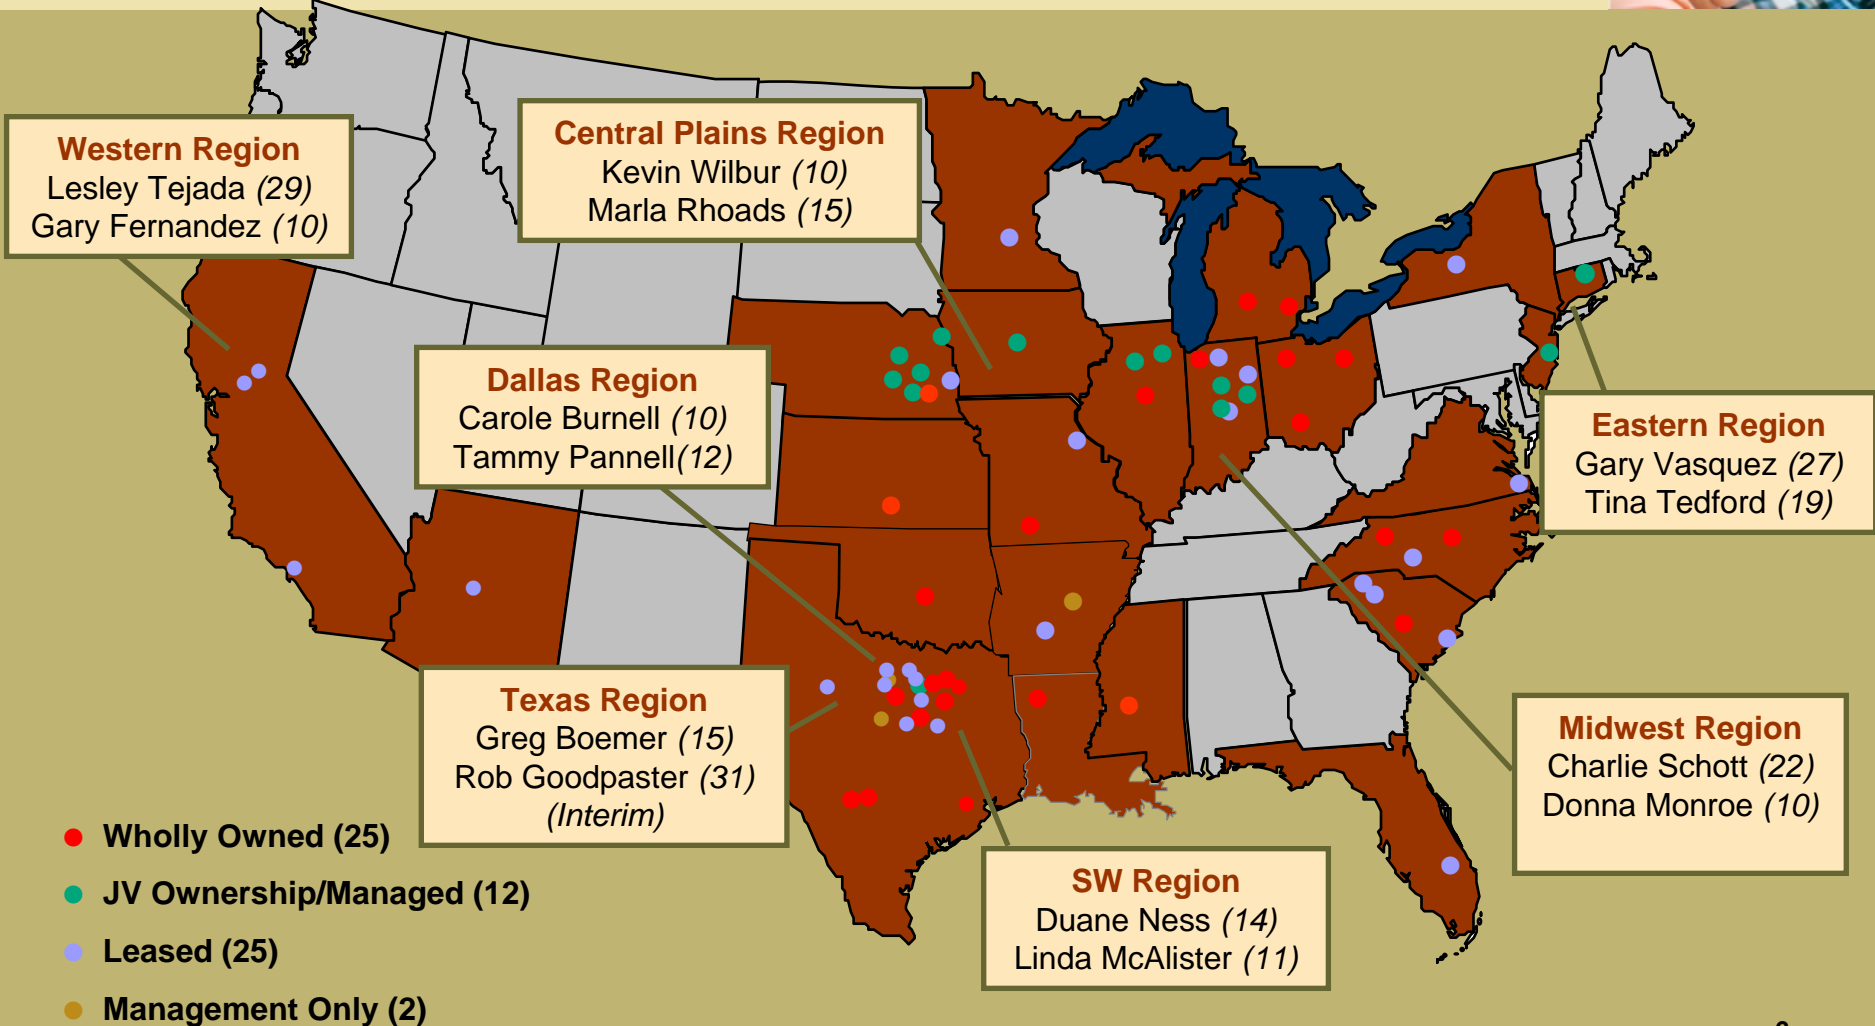 Western Region
Lesley Tejada (29)
Gary Fernandez (10)
Central Plains Region
Kevin Wilbur (10)
Marla Rhoads (15)
Dallas Region
Carole Burnell (10)
Tammy Pannell(12)
Eastern Region
Gary Vasquez (27)
Tina Tedford (19)
Texas Region
Greg Boemer (15)
Rob Goodpaster (31)
(Interim)
Midwest Region
Charlie Schott (22)
Donna Monroe (10)
SW Region
Duane Ness (14)
Linda McAlister (11)
Wholly Owned (25)
JV Ownership/Managed (12)
Leased (25)
Management Only (2)